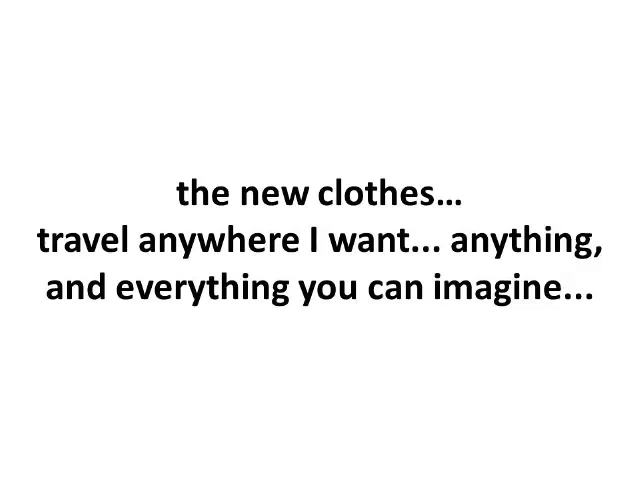 the new clothes…
travel anywhere I want... anything,
and everything you can imagine...